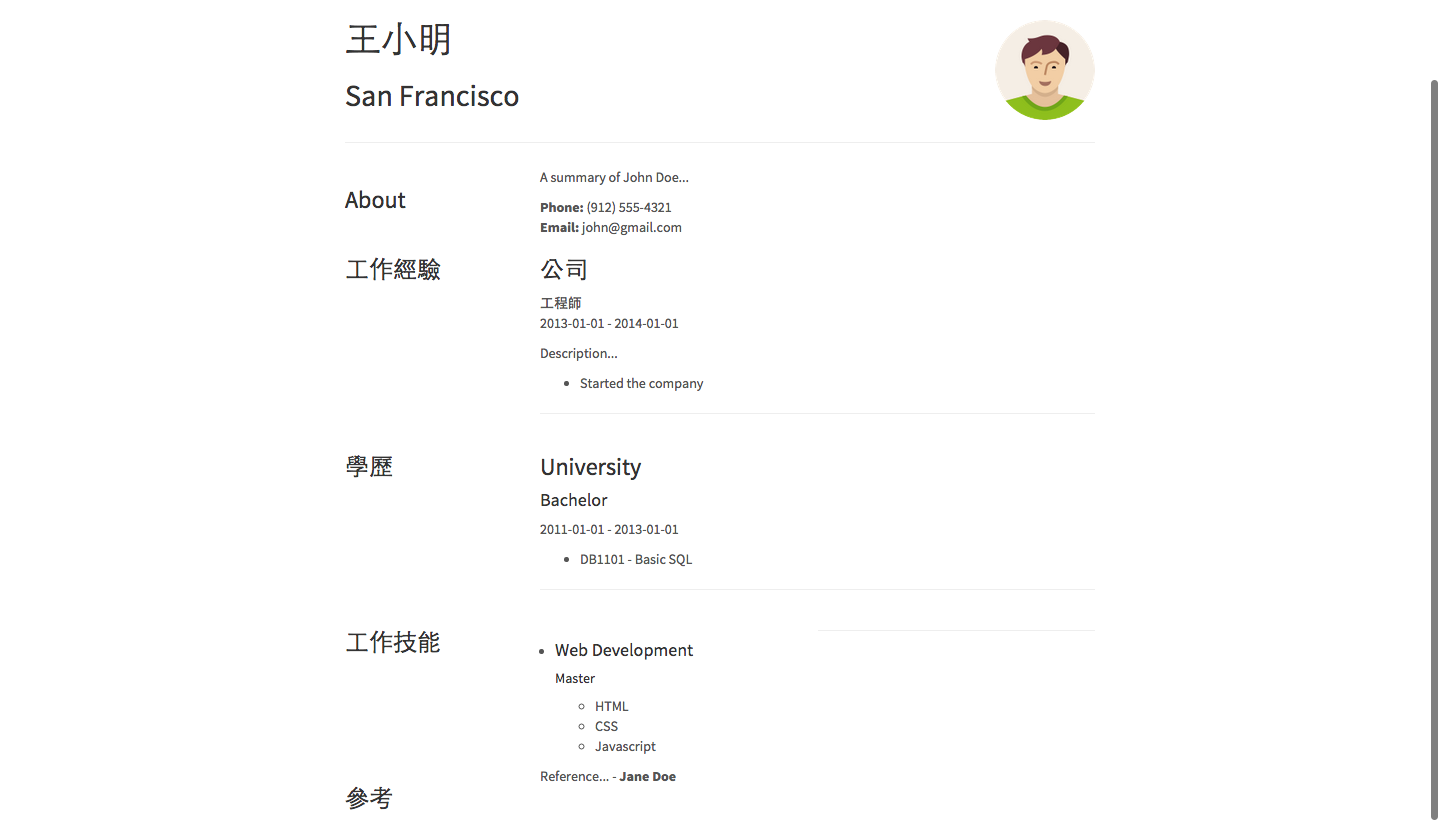 王小明
San Francisco
About
A summary of John Doe...
Phone: (912) 555-4321
Email: john@gmail.com
工作經驗
公司
工程師
2013-01-01 - 2014-01-01
Description...
Started the company
學歷
University
Bachelor
2011-01-01 - 2013-01-01
DB1101 - Basic SQL
工作技能
Web Development
Master
HTML
CSS
Javascript
參考
Reference... - Jane Doe